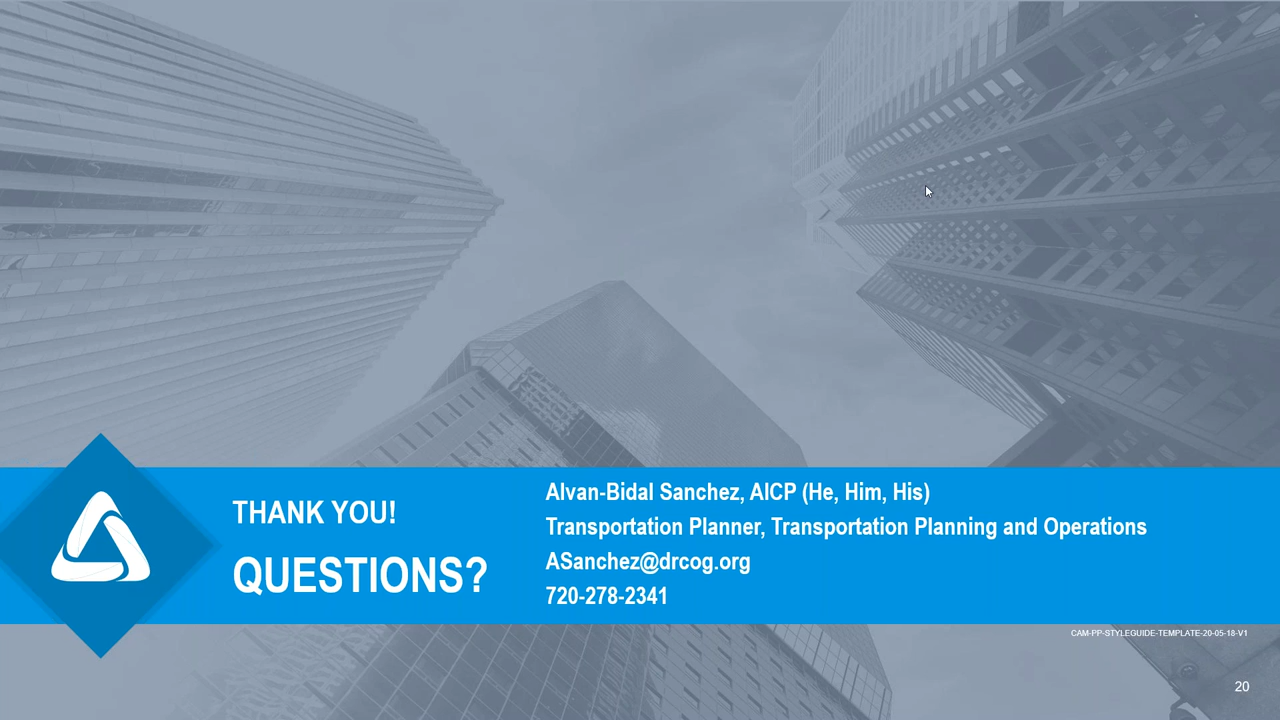 THANK YOU!
QUESTIONS?
Alvan-Bidal Sanchez, AICP (He, Him, His)
Transportation Planner, Transportation Planning and Operations
ASanchez@drcog.org
720-278-2341
CAM-PP-STYLEGUIDE-TEMPLATE-20-05-18-V1
20